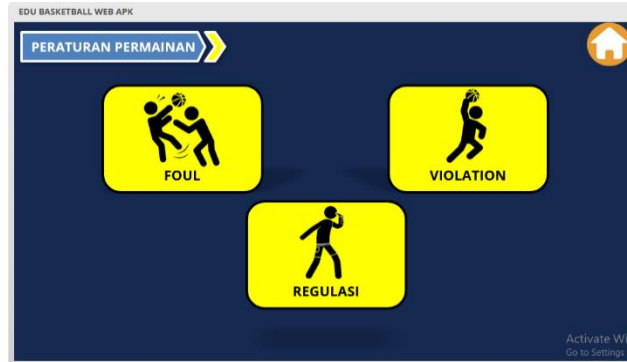 EDU BASKETBALL WEB APK
PERATURAN PERMAINAN
FOUL
VIOLATION
REGULASI
Activate Wi
Go to Settings